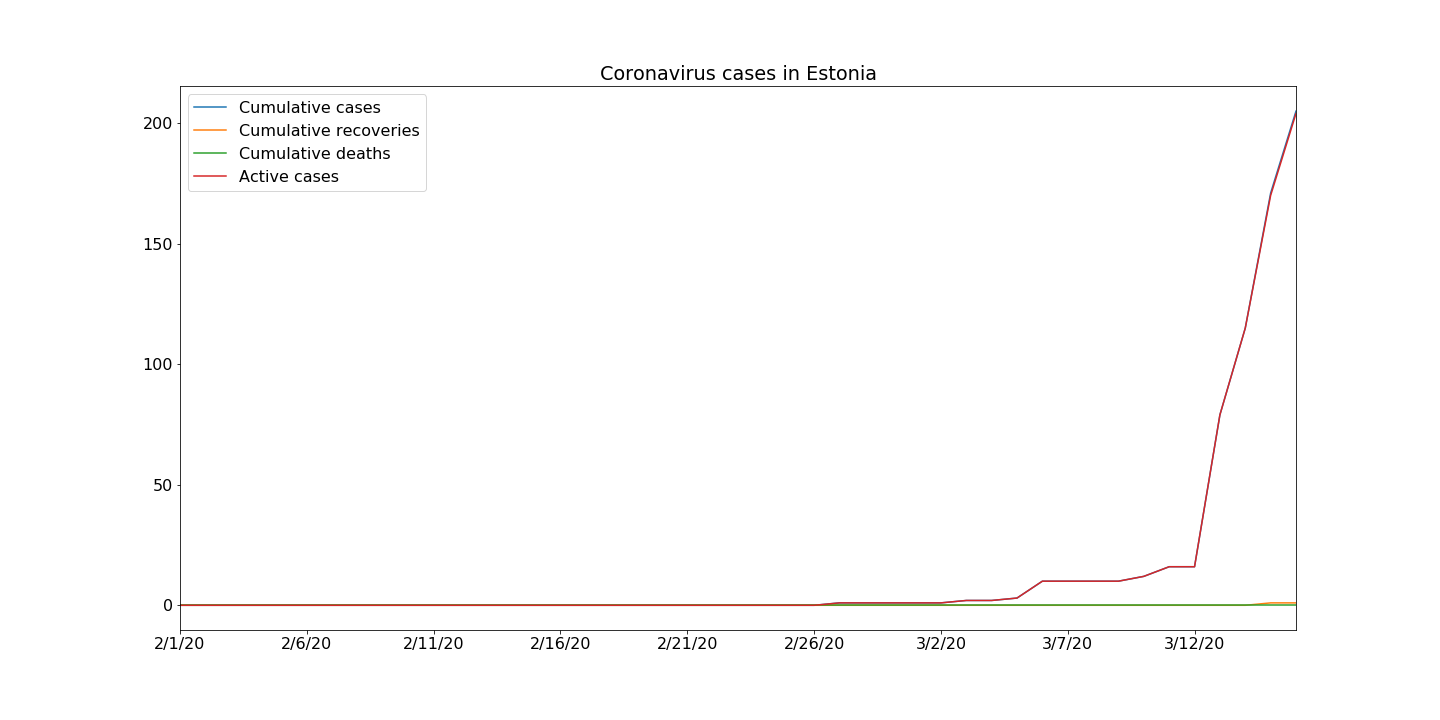 Coronavirus cases in Estonia
Cumulative cases
Cumulative recoveries
Cumulative deaths
Active cases
200
150
100
50
0
2/1/20 2/6/20 2/11/20 2/16/20 2/21/20 2/26/20 3/2/20 3/7/20 3/12/20